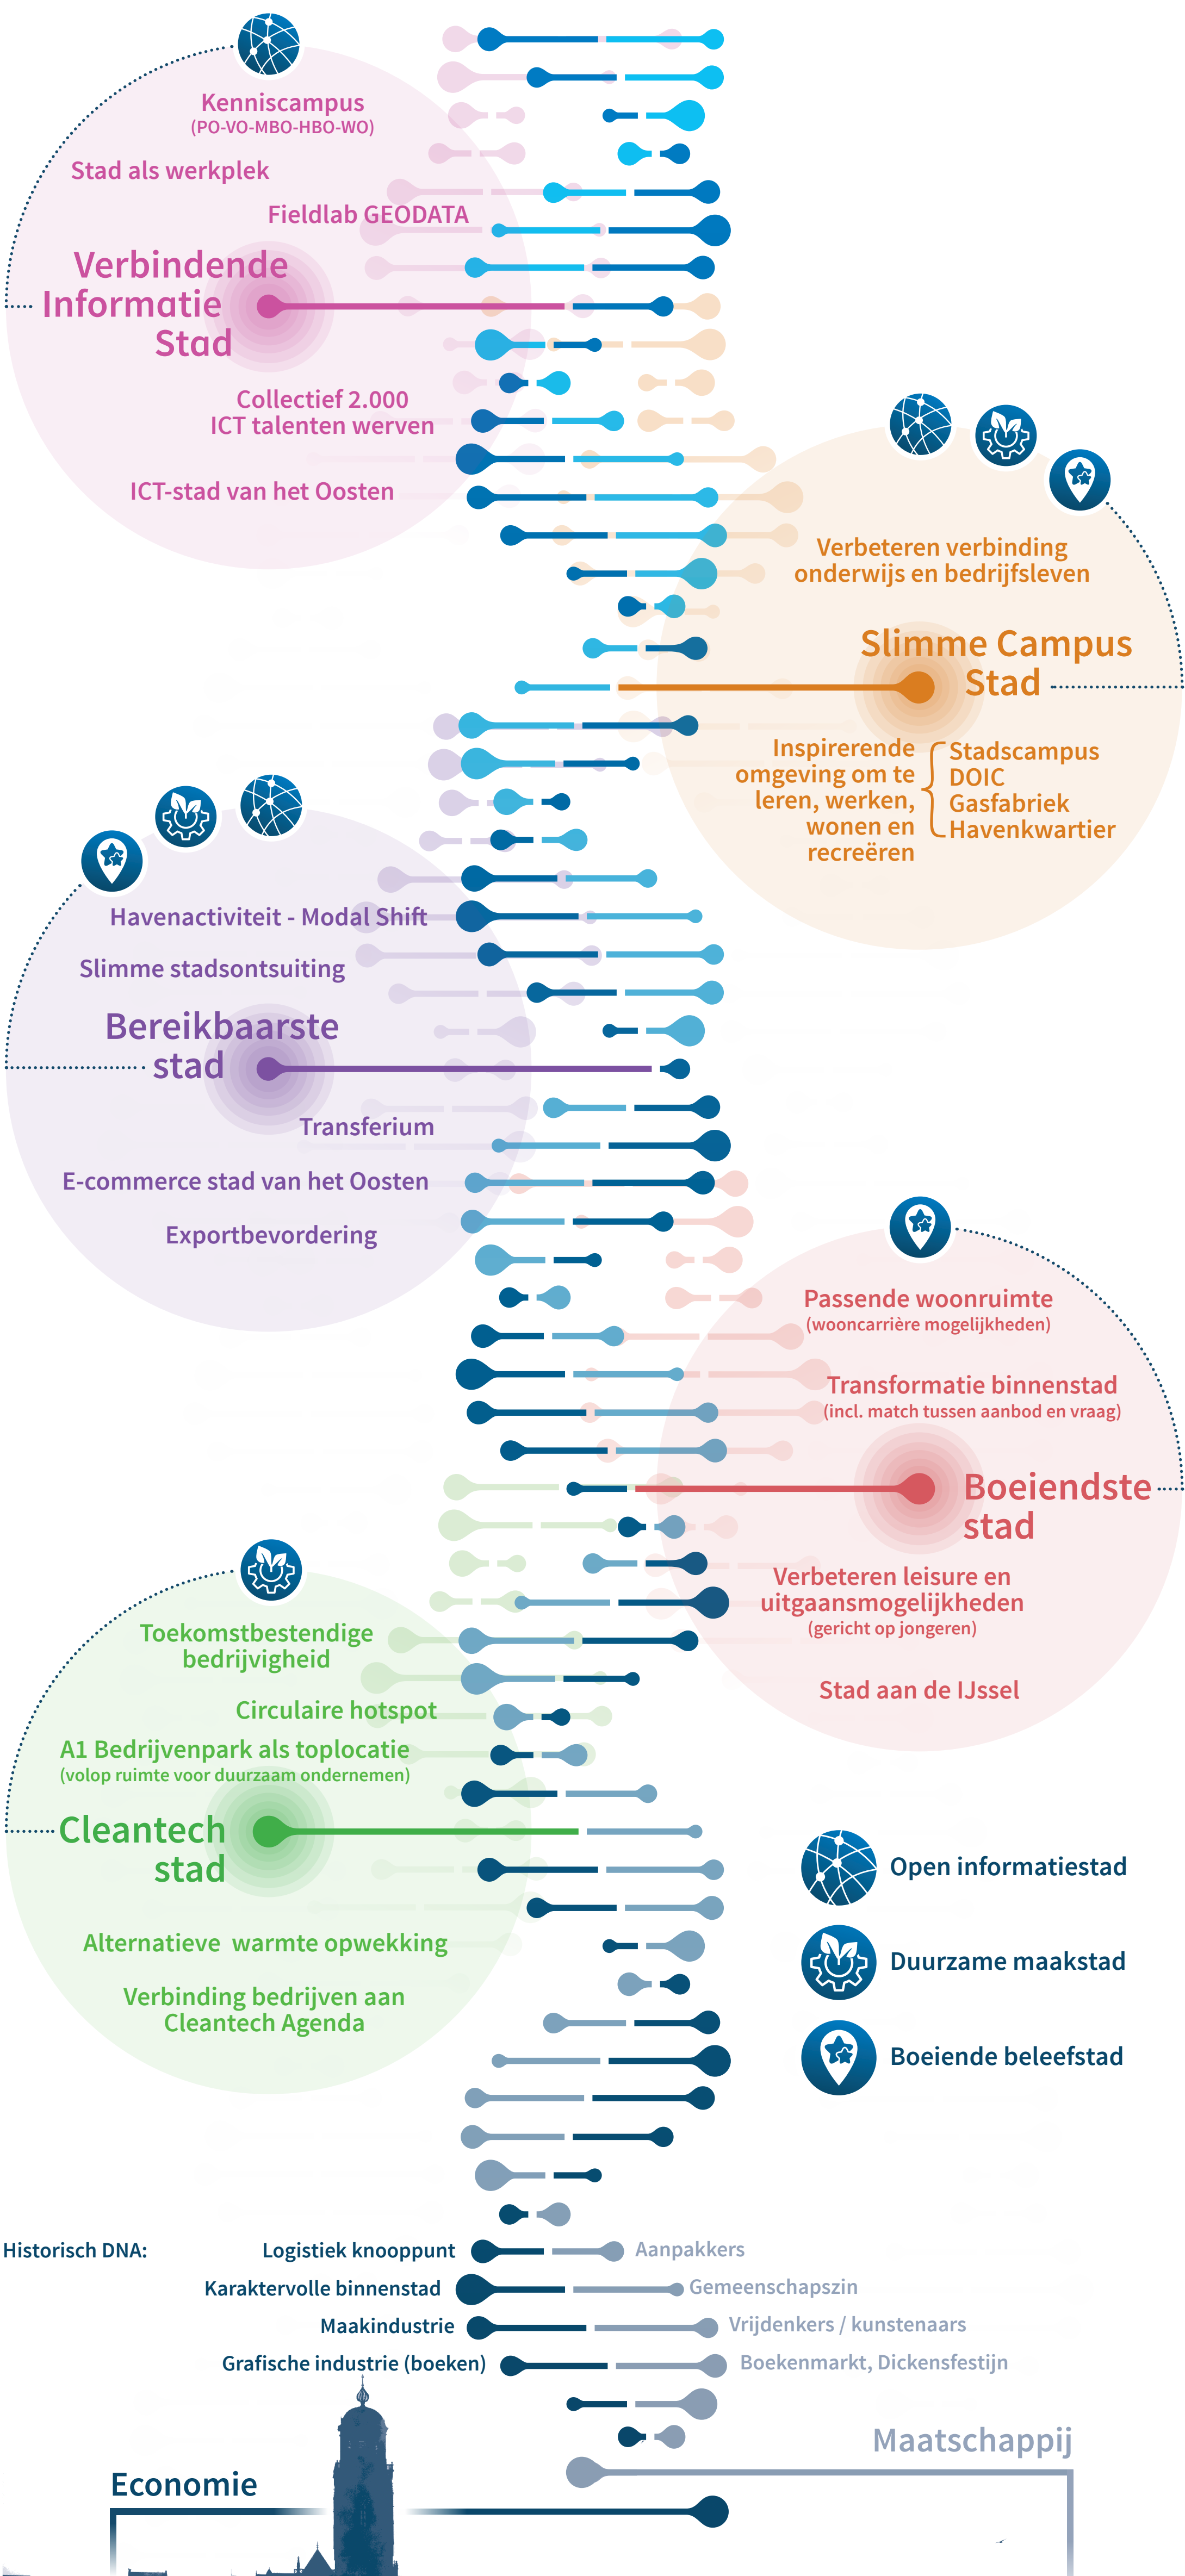 Kenniscampus
(PO-VO-MBO-HBO-WO)
Stad als werkplek
Fieldlab GEODATA
Verbindende
Informatie
Stad
Collectief 2.000
ICT talenten werven
ICT-stad van het Oosten
Verbeteren verbinding
onderwijs en bedrijfsleven
Slimme Campus
Stad
Inspirerende
omgeving om te
leren, werken,
wonen en
recreëren
Stadscampus
DOIC
Gasfabriek
Havenkwartier
Havenactiviteit - Modal Shift
Slimme stadsontsuiting
Bereikbaarste
stad
Transferium
E-commerce stad van het Oosten
Exportbevordering
Passende woonruimte
(wooncarrière mogelijkheden)
Transformatie binnenstad
(incl. match tussen aanbod en vraag)
Boeiendste
stad
Verbeteren leisure en
uitgaansmogelijkheden
(gericht op jongeren)
Stad aan de IJssel
Toekomstbestendige
bedrijvigheid
Circulaire hotspot
A1 Bedrijvenpark als toplocatie
(volop ruimte voor duurzaam ondernemen)
Cleantech
stad
Alternatieve warmte opwekking
Verbinding bedrijven aan
Cleantech Agenda
Open informatiestad
Duurzame maakstad
Boeiende beleefstad
Historisch DNA:
Logistiek knooppunt
Aanpakkers
Karaktervolle binnenstad
Gemeenschapszin
Maakindustrie
Vrijdenkers / kunstenaars
Grafische industrie (boeken)
Boekenmarkt, Dickensfestijn
Maatschappij
Economie